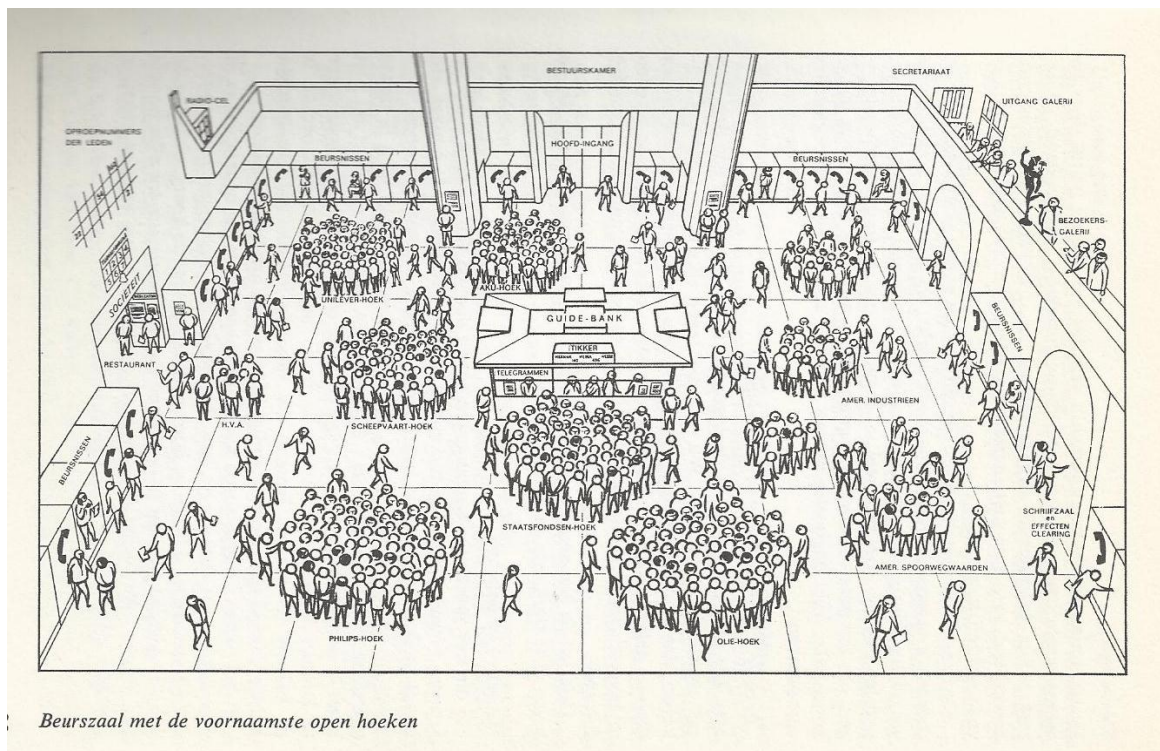 BESTUURSKAMER
SECRETARIAAT
RADIO-CEL
UITGANG GALERIJ
OPROEPNUMMERS
DER LEDEN
HOOFD-INGANG
BEURSNISSEN
BEURSNISSEN
BEZOEKERS-
GALERIJ
SOCIETEIT
UNILEVER-HOEK
AKU-HOEK
GUIDE-BANK
TIKKER
TELEGRAMMEN
BEURSNISSEN
RESTAURANT
H.V.A.
SCHEEPVAART-HOEK
AMER. INDUSTRIEEN
BEURSNISSEN
STAATSFONDSEN-HOEK
SCHRIJFZAAL
en
EFFECTEN
CLEARING
AMER. SPOORWEGWAARDEN
PHILIPS-HOEK
OLIE-HOEK
Beurszaal met de voornaamste open hoeken